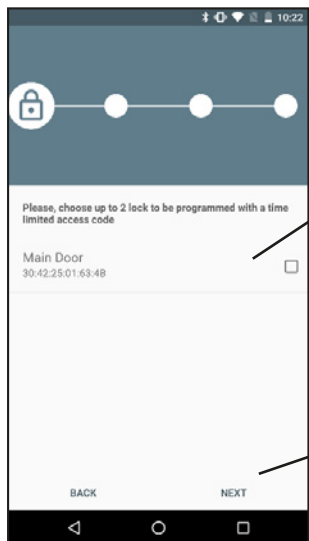 10:22
Please, choose up to 2 lock to be programmed with a time
limited access code
Main Door
30:42:25:01:63:4B
BACK NEXT